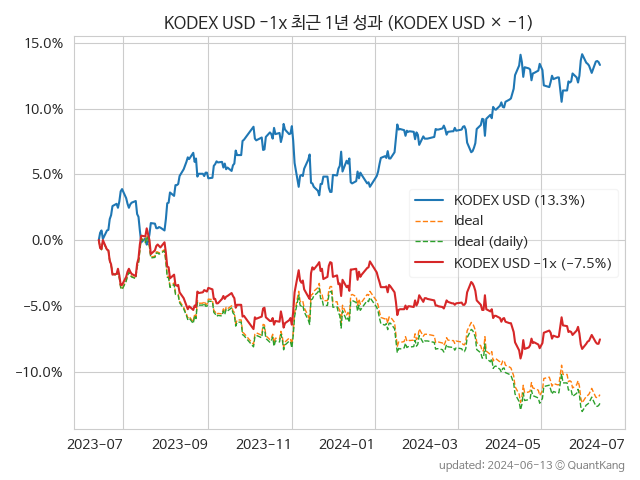 KODEX USD −1x 최근 1년 성과 (KODEX USD × −1)
15.0%
10.0%
5.0%
0.0%
−5.0%
−10.0%
KODEX USD (13.3%)
Ideal
Ideal (daily)
KODEX USD −1x (−7.5%)
2023-07 2023-09 2023-11 2024-01 2024-03 2024-05 2024-07
updated: 2024-06-13 ⓒ QuantKang